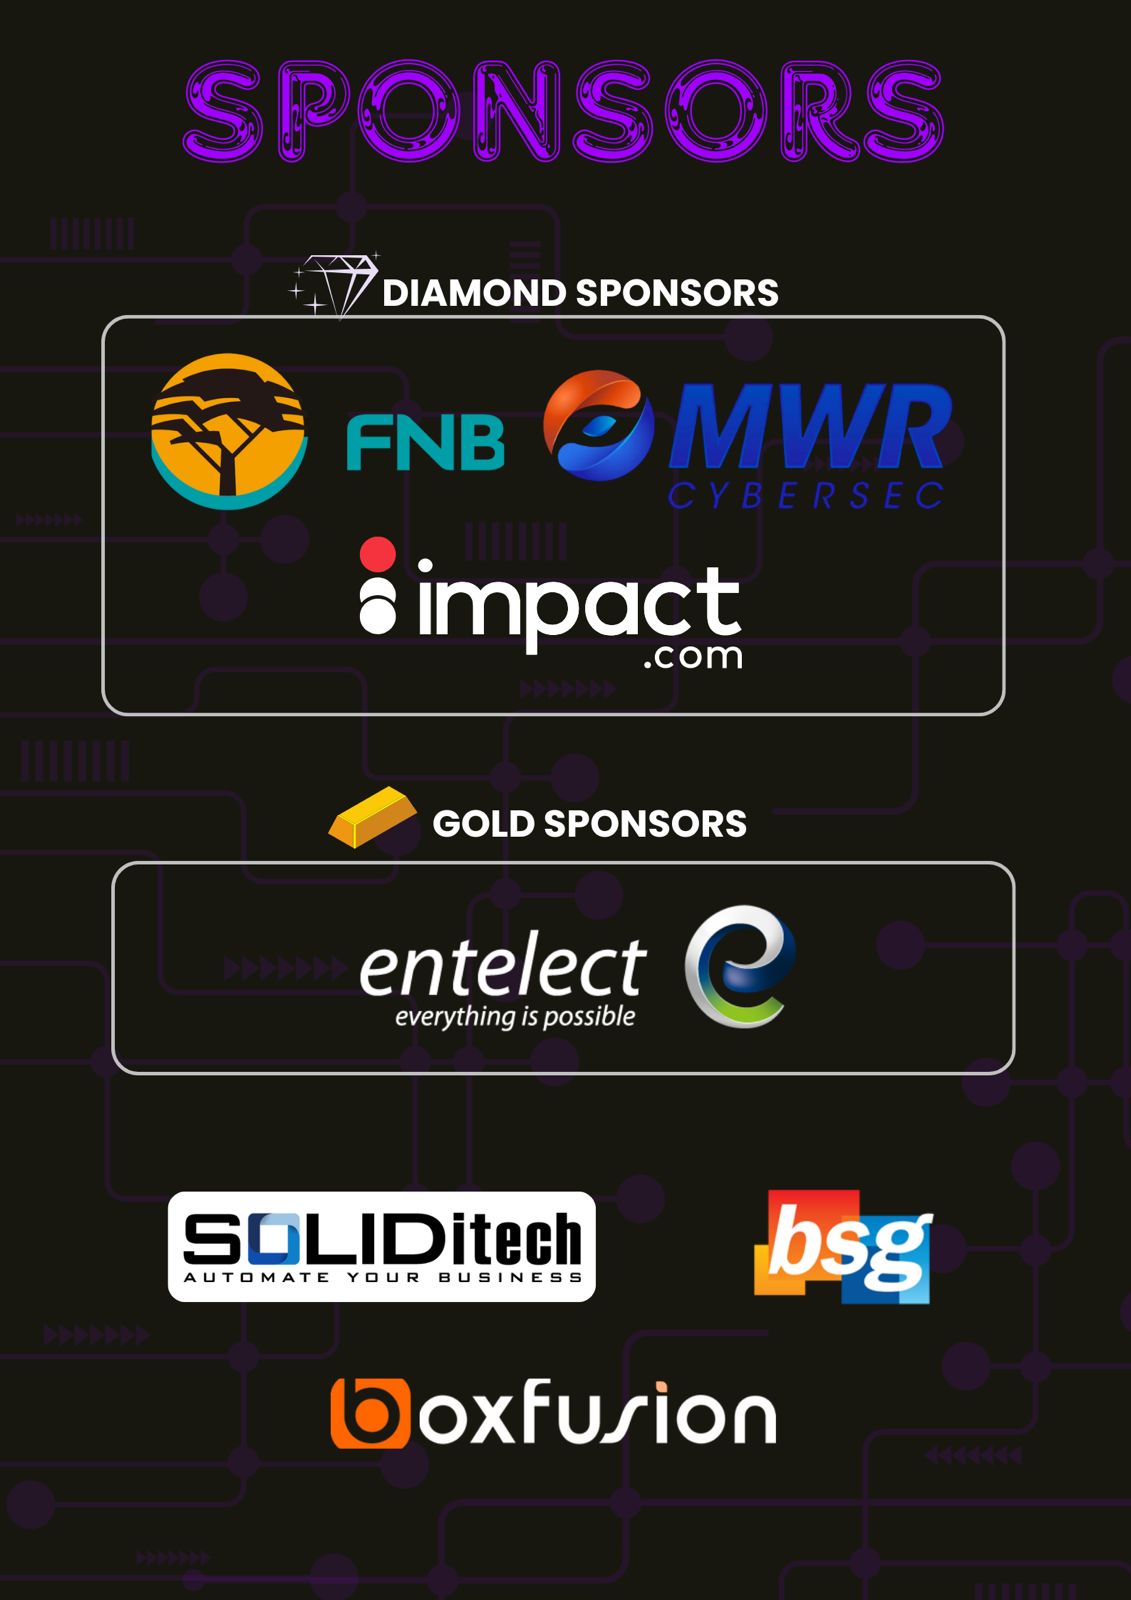 SPONSORS
DIAMOND SPONSORS
FNB
MWR
CYBERSEC
impact
.com
GOLD SPONSORS
entelect
everything is possible
SOLIDitech
AUTOMATE YOUR BUSINESS
bsg
boxfusion